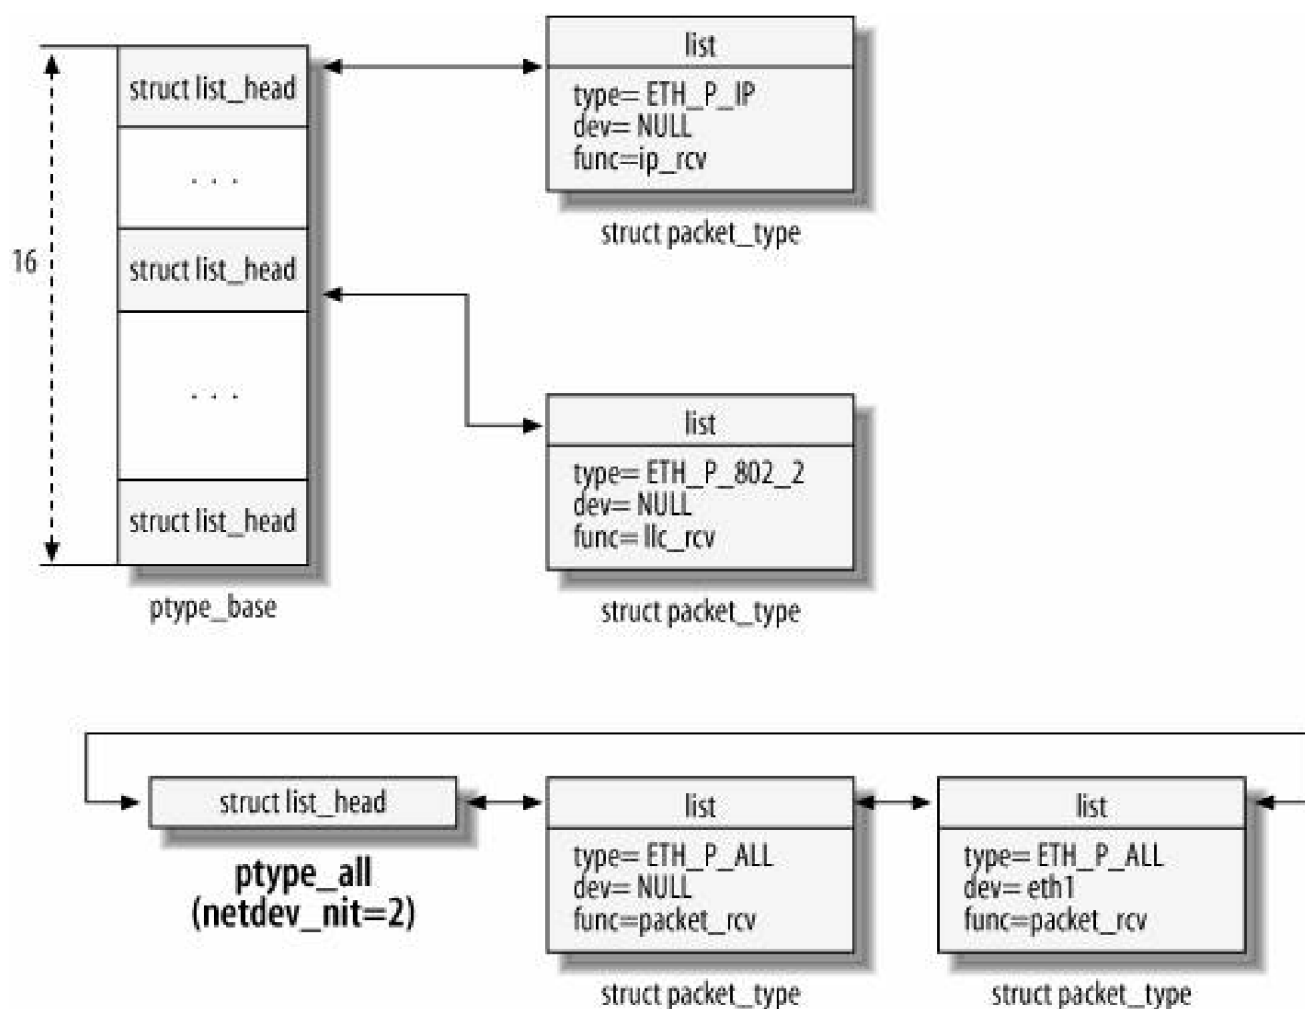 list
type= ETH_P_IP
dev= NULL
func=ip_rcv
struct packet_type
struct list_head
. . .
16
struct list_head
. . .
struct list_head
ptype_base
list
type= ETH_P_802_2
dev= NULL
func= llc_rcv
struct packet_type
struct list_head
ptype_all
(netdev_nit=2)
list
type= ETH_P_ALL
dev= NULL
func=packet_rcv
struct packet_type
list
type= ETH_P_ALL
dev= eth1
func=packet_rcv
struct packet_type